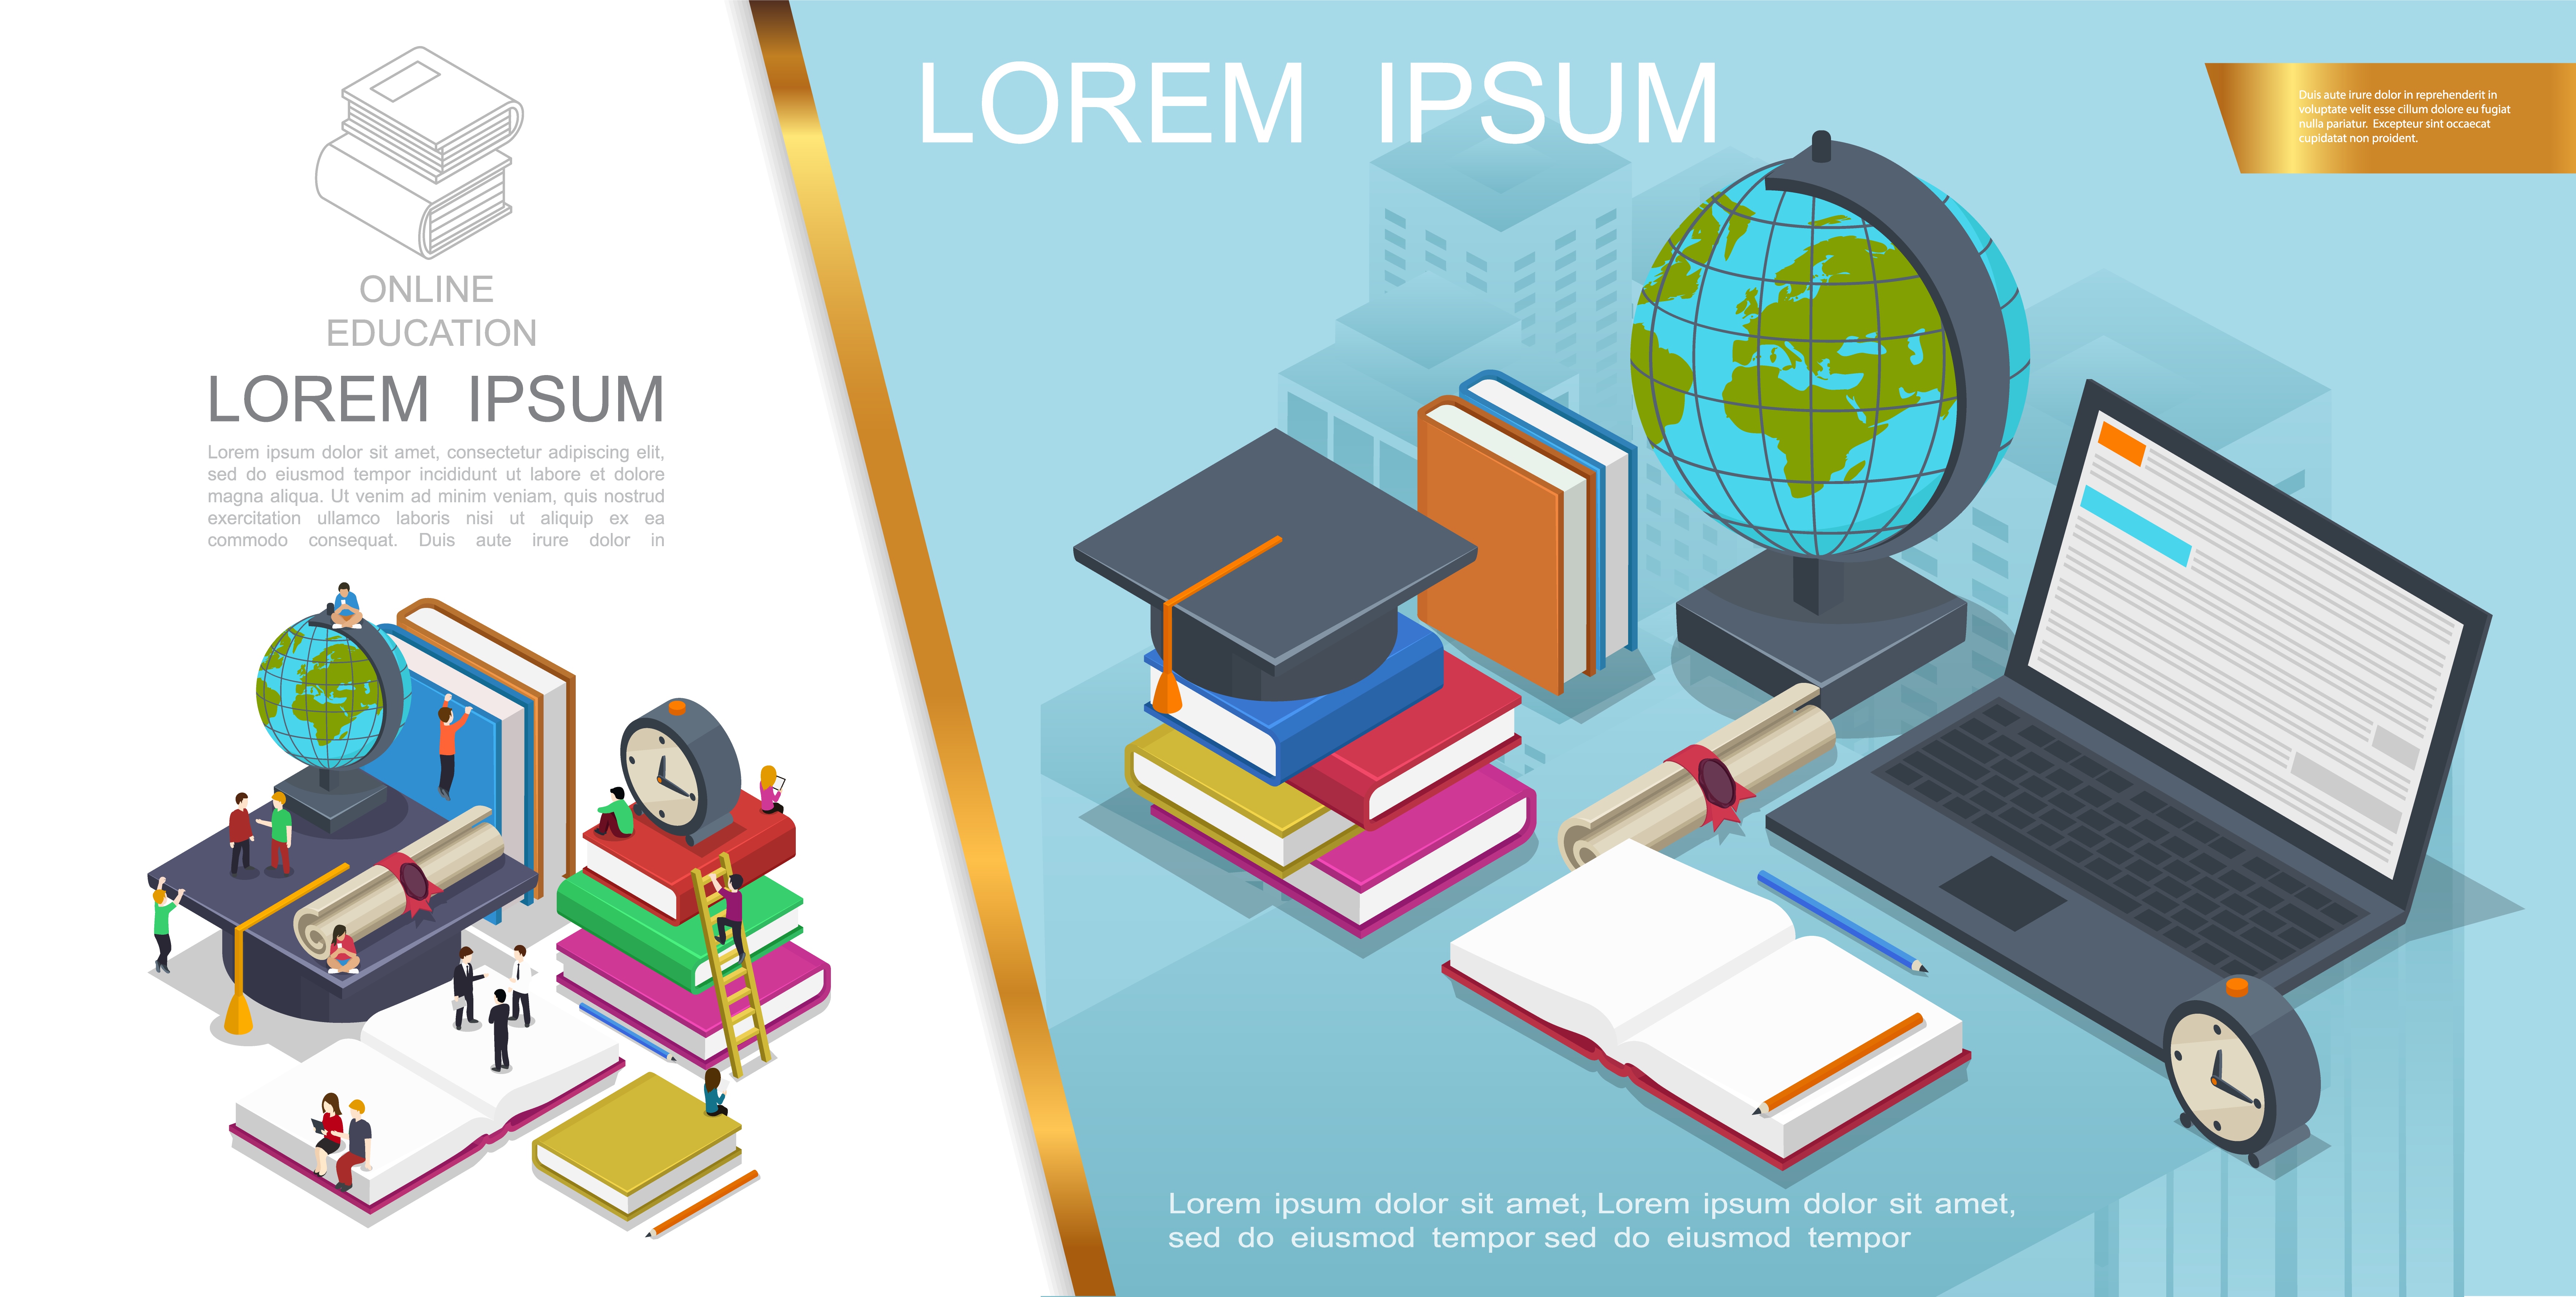 ONLINE
EDUCATION
LOREM IPSUM
Lorem ipsum dolor sit amet, consectetur adipiscing elit,
sed do eiusmod tempor incididunt ut labore et dolore
magna aliqua. Ut venim ad minim veniam, quis nostrud
exercitation ullamco laboris nisi ut aliquip ex ea
commodo consequat. Duis aute irure dolor in
LOREM IPSUM
Duis aute irure dolor in reprehenderit in
voluptate velit esse cillum dolore eu fugiat
nulla pariatur. Excepteur sint occaecat
cupidatat non proident.
Lorem ipsum dolor sit amet, Lorem ipsum dolor sit amet,
sed do eiusmod tempor sed do eiusmod tempor